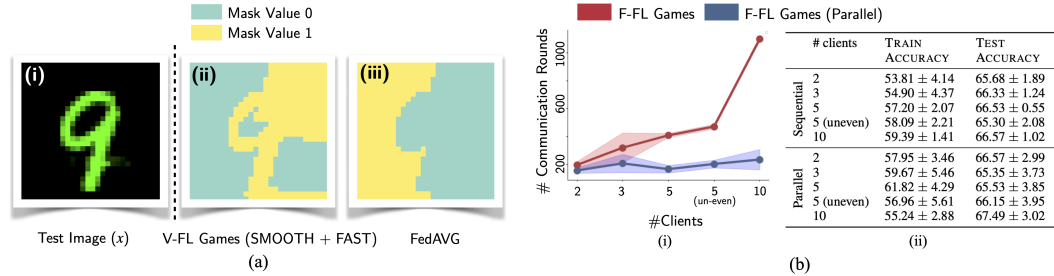 Mask Value 0
Mask Value 1
(i)
(ii)
(iii)
Test Image (x)
V-FL Games (SMOOTH + FAST)
FedAVG
(a)
F-FL Games
F-FL Games (Parallel)
# Communication Rounds
1000
600
200
2
3
5
5
10
(un-even)
#Clients
(i)
# clients
TRAIN ACCURACY
TEST ACCURACY
Sequential
2 53.81 ± 4.14 65.68 ± 1.89
3 54.90 ± 4.37 66.33 ± 1.24
5 57.20 ± 2.07 66.53 ± 0.55
5 (uneven) 58.09 ± 2.21 65.30 ± 2.08
10 59.39 ± 1.41 66.57 ± 1.02
Parallel
2 57.95 ± 3.46 66.57 ± 2.99
3 59.67 ± 5.46 65.35 ± 3.73
5 61.82 ± 4.29 65.53 ± 3.85
5 (uneven) 56.96 ± 5.61 66.15 ± 3.95
10 55.24 ± 2.88 67.49 ± 3.02
(ii)
(b)